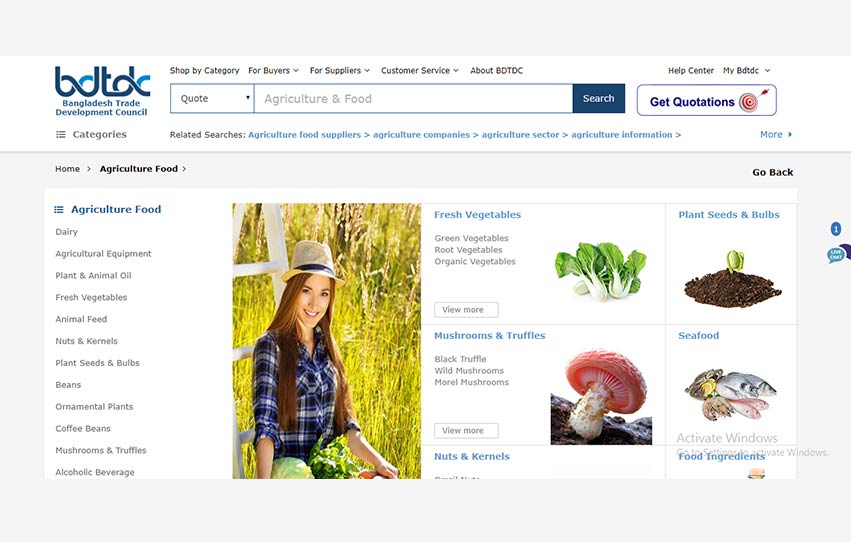 Shop by Category For Buyers For Suppliers Customer Service About BDTDC Help Center My Bdtdc
bdtdc
Bangladesh Trade
Development Council
Quote Agriculture & Food Search Get Quotations
Categories Related Searches: Agriculture food suppliers > agriculture companies > agriculture sector > agriculture information > More
Home > Agriculture Food > Go Back
Agriculture Food
Dairy
Agricultural Equipment
Plant & Animal Oil
Fresh Vegetables
Animal Feed
Nuts & Kernels
Plant Seeds & Bulbs
Beans
Ornamental Plants
Coffee Beans
Mushrooms & Truffles
Alcoholic Beverage
Fresh Vegetables
Green Vegetables
Root Vegetables
Organic Vegetables
View more
Plant Seeds & Bulbs
Mushrooms & Truffles
Black Truffle
Wild Mushrooms
Morel Mushrooms
View more
Seafood
Nuts & Kernels
Food Ingredients
1
LIVE
CHAT
Activate Windows
Go to Settings to activate Windows.